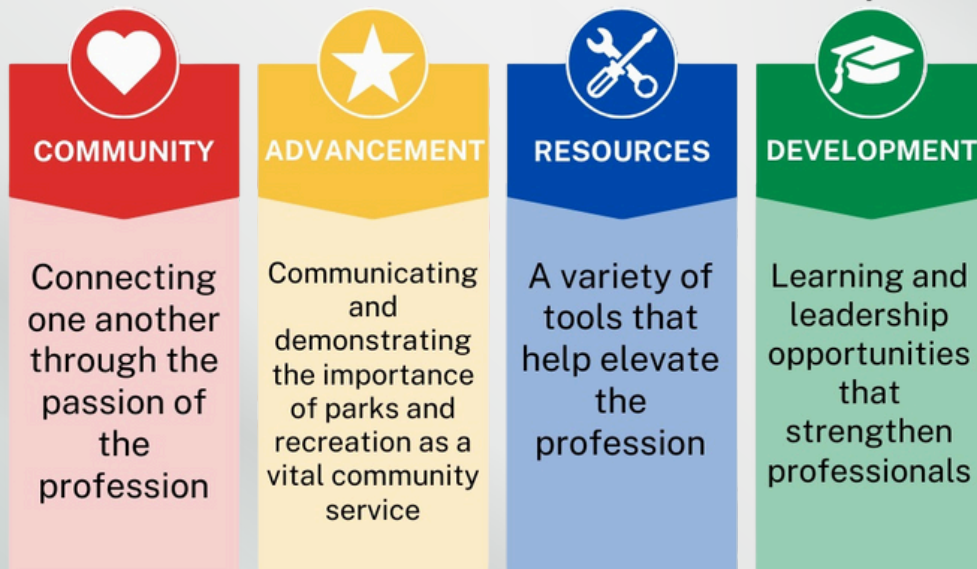 COMMUNITY
Connecting
one another
through the
passion of
the
profession
ADVANCEMENT
Communicating
and
demonstrating
the importance
of parks and
recreation as a
vital community
service
RESOURCES
A variety of
tools that
help elevate
the
profession
DEVELOPMENT
Learning and
leadership
opportunities
that
strengthen
professionals